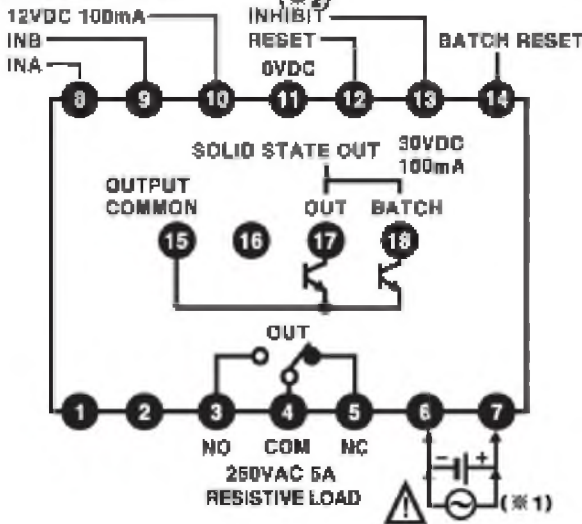 12VDC 100mA
INB
INA
(※2)
INHIBIT
RESET
0VDC
BATCH RESET
8 9 10 11 12 13 14
SOLID STATE OUT
30VDC
100mA
OUTPUT
COMMON
OUT BATCH
15 16 17 18
OUT
1 2 3 4 5 6 7
NO COM NC
250VAC 5A
RESISTIVE LOAD
- +
(※1)